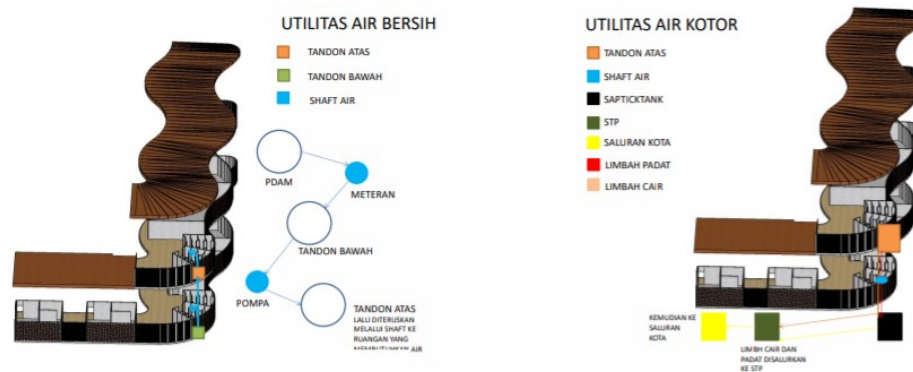 UTILITAS AIR BERSIH
TANDON ATAS
TANDON BAWAH
SHAFT AIR
PDAM
METERAN
TANDON BAWAH
POMPA
TANDON ATAS
LALU DITERUSKAN
MELALUI SHAFT KE
RUANGAN YANG
MEMBUTUHKAN AIR
UTILITAS AIR KOTOR
TANDON ATAS
SHAFT AIR
SAPTICKTANK
STP
SALURAN KOTA
LIMBAH PADAT
LIMBAH CAIR
KEMUDIAN KE
SALURAN
KOTA
LIMBH CAIR DAN
PADAT DISALURKAN
KE STP